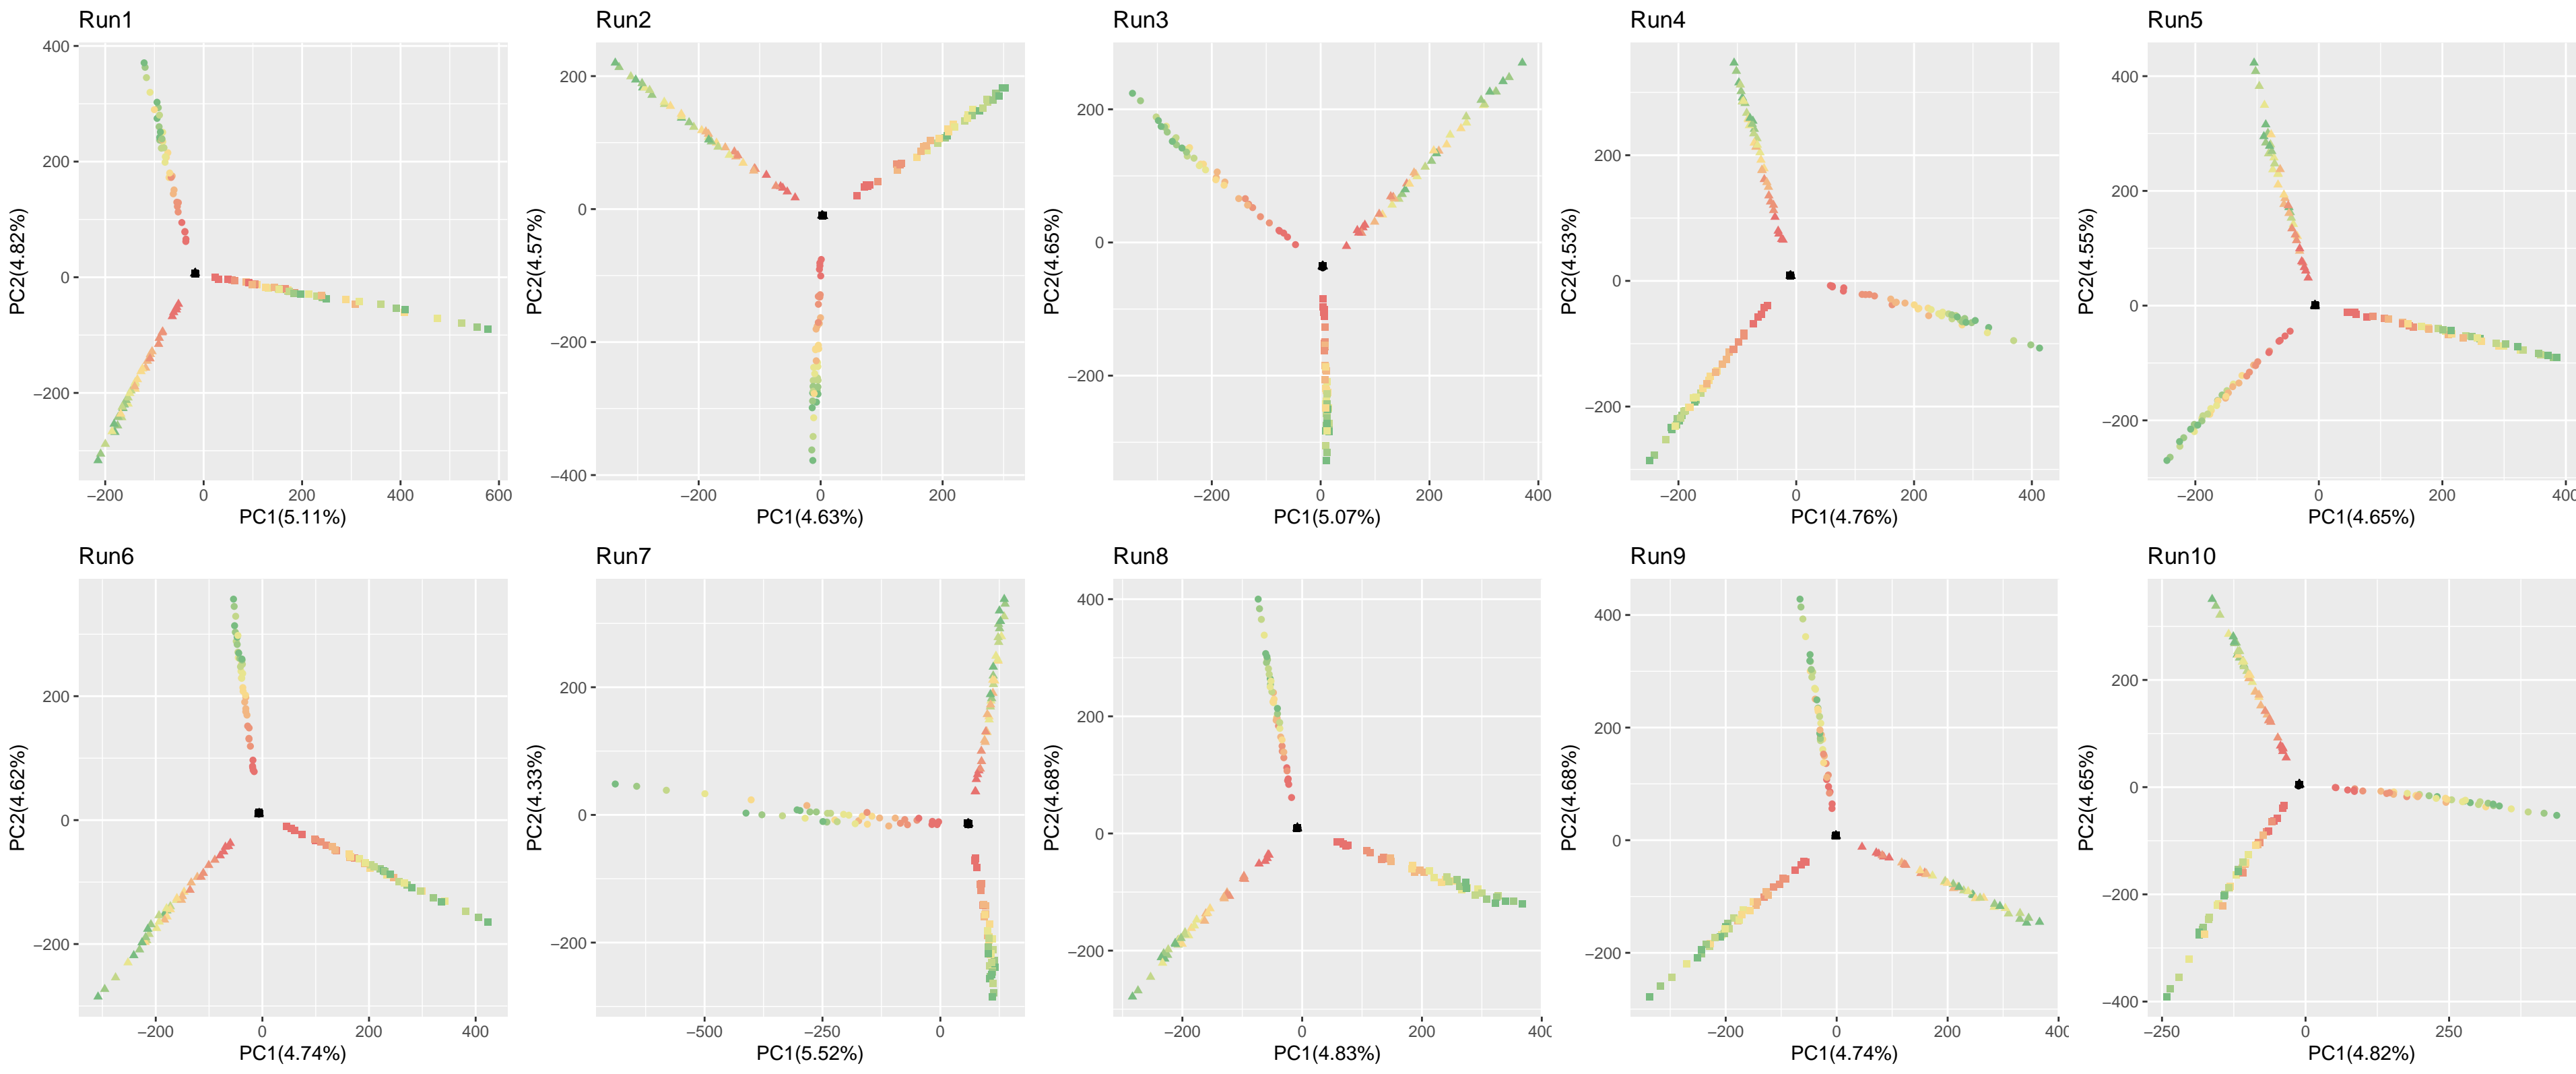 Run1
400
200
0
−200
PC2(4.82%)
−200 0 200 400 600
PC1(5.11%)
Run2
200
0
−200
−400
PC2(4.57%)
−200 0 200
PC1(4.63%)
Run3
200
0
−200
PC2(4.65%)
−200 0 200 400
PC1(5.07%)
Run4
200
0
−200
PC2(4.53%)
−200 0 200 400
PC1(4.76%)
Run5
400
200
0
−200
PC2(4.55%)
−200 0 200 400
PC1(4.65%)
Run6
200
0
−200
PC2(4.62%)
−200 0 200 400
PC1(4.74%)
Run7
200
0
−200
PC2(4.33%)
−500 −250 0
PC1(5.52%)
Run8
400
200
0
−200
PC2(4.68%)
−200 0 200 400
PC1(4.83%)
Run9
400
200
0
−200
PC2(4.68%)
−200 0 200 400
PC1(4.74%)
Run10
200
0
−200
−400
PC2(4.65%)
−250 0 250
PC1(4.82%)